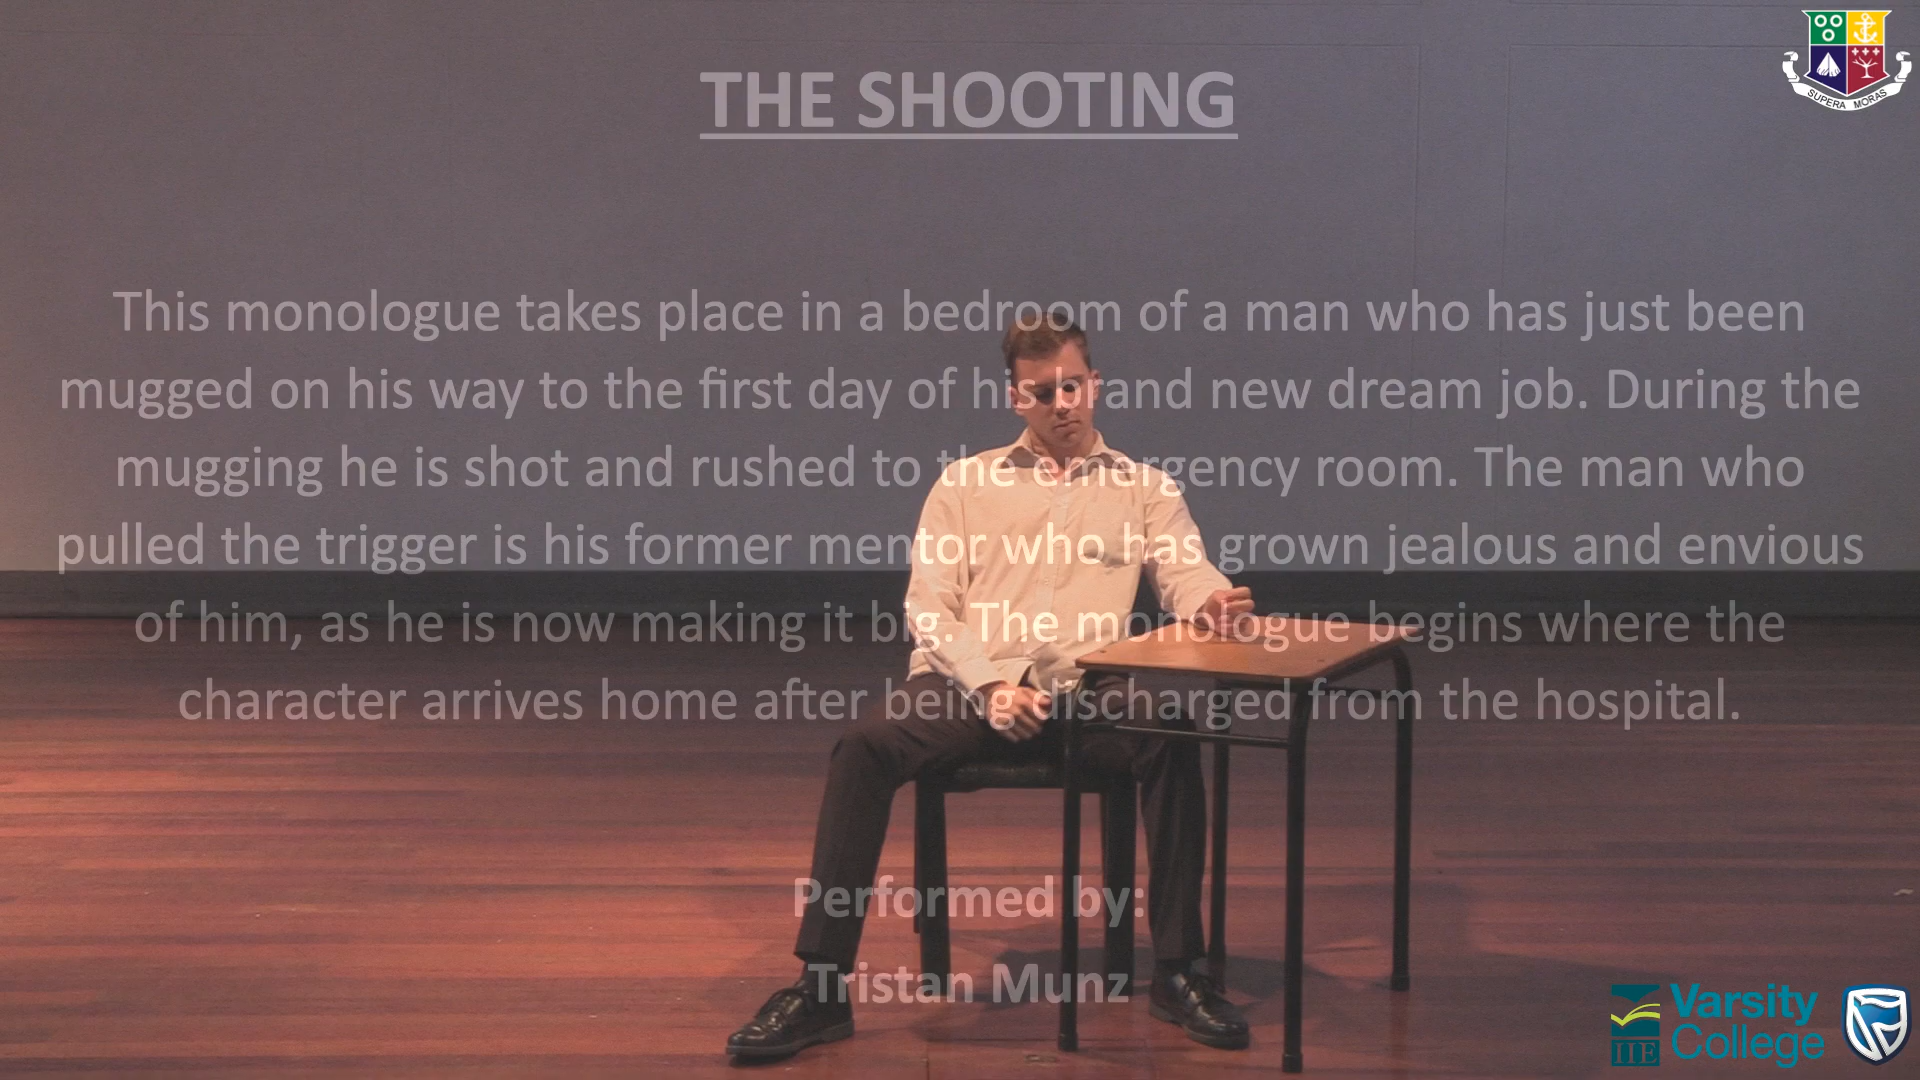 THE SHOOTING
SUPERA MORAS
This monologue takes place in a bedroom of a man who has just been
mugged on his way to the first day of his brand new dream job. During the
mugging he is shot and rushed to the emergency room. The man who
pulled the trigger is his former mentor who has grown jealous and envious
of him, as he is now making it big. The monologue begins where the
character arrives home after being discharged from the hospital.
Performed by:
Tristan Munz
IIE
Varsity
College